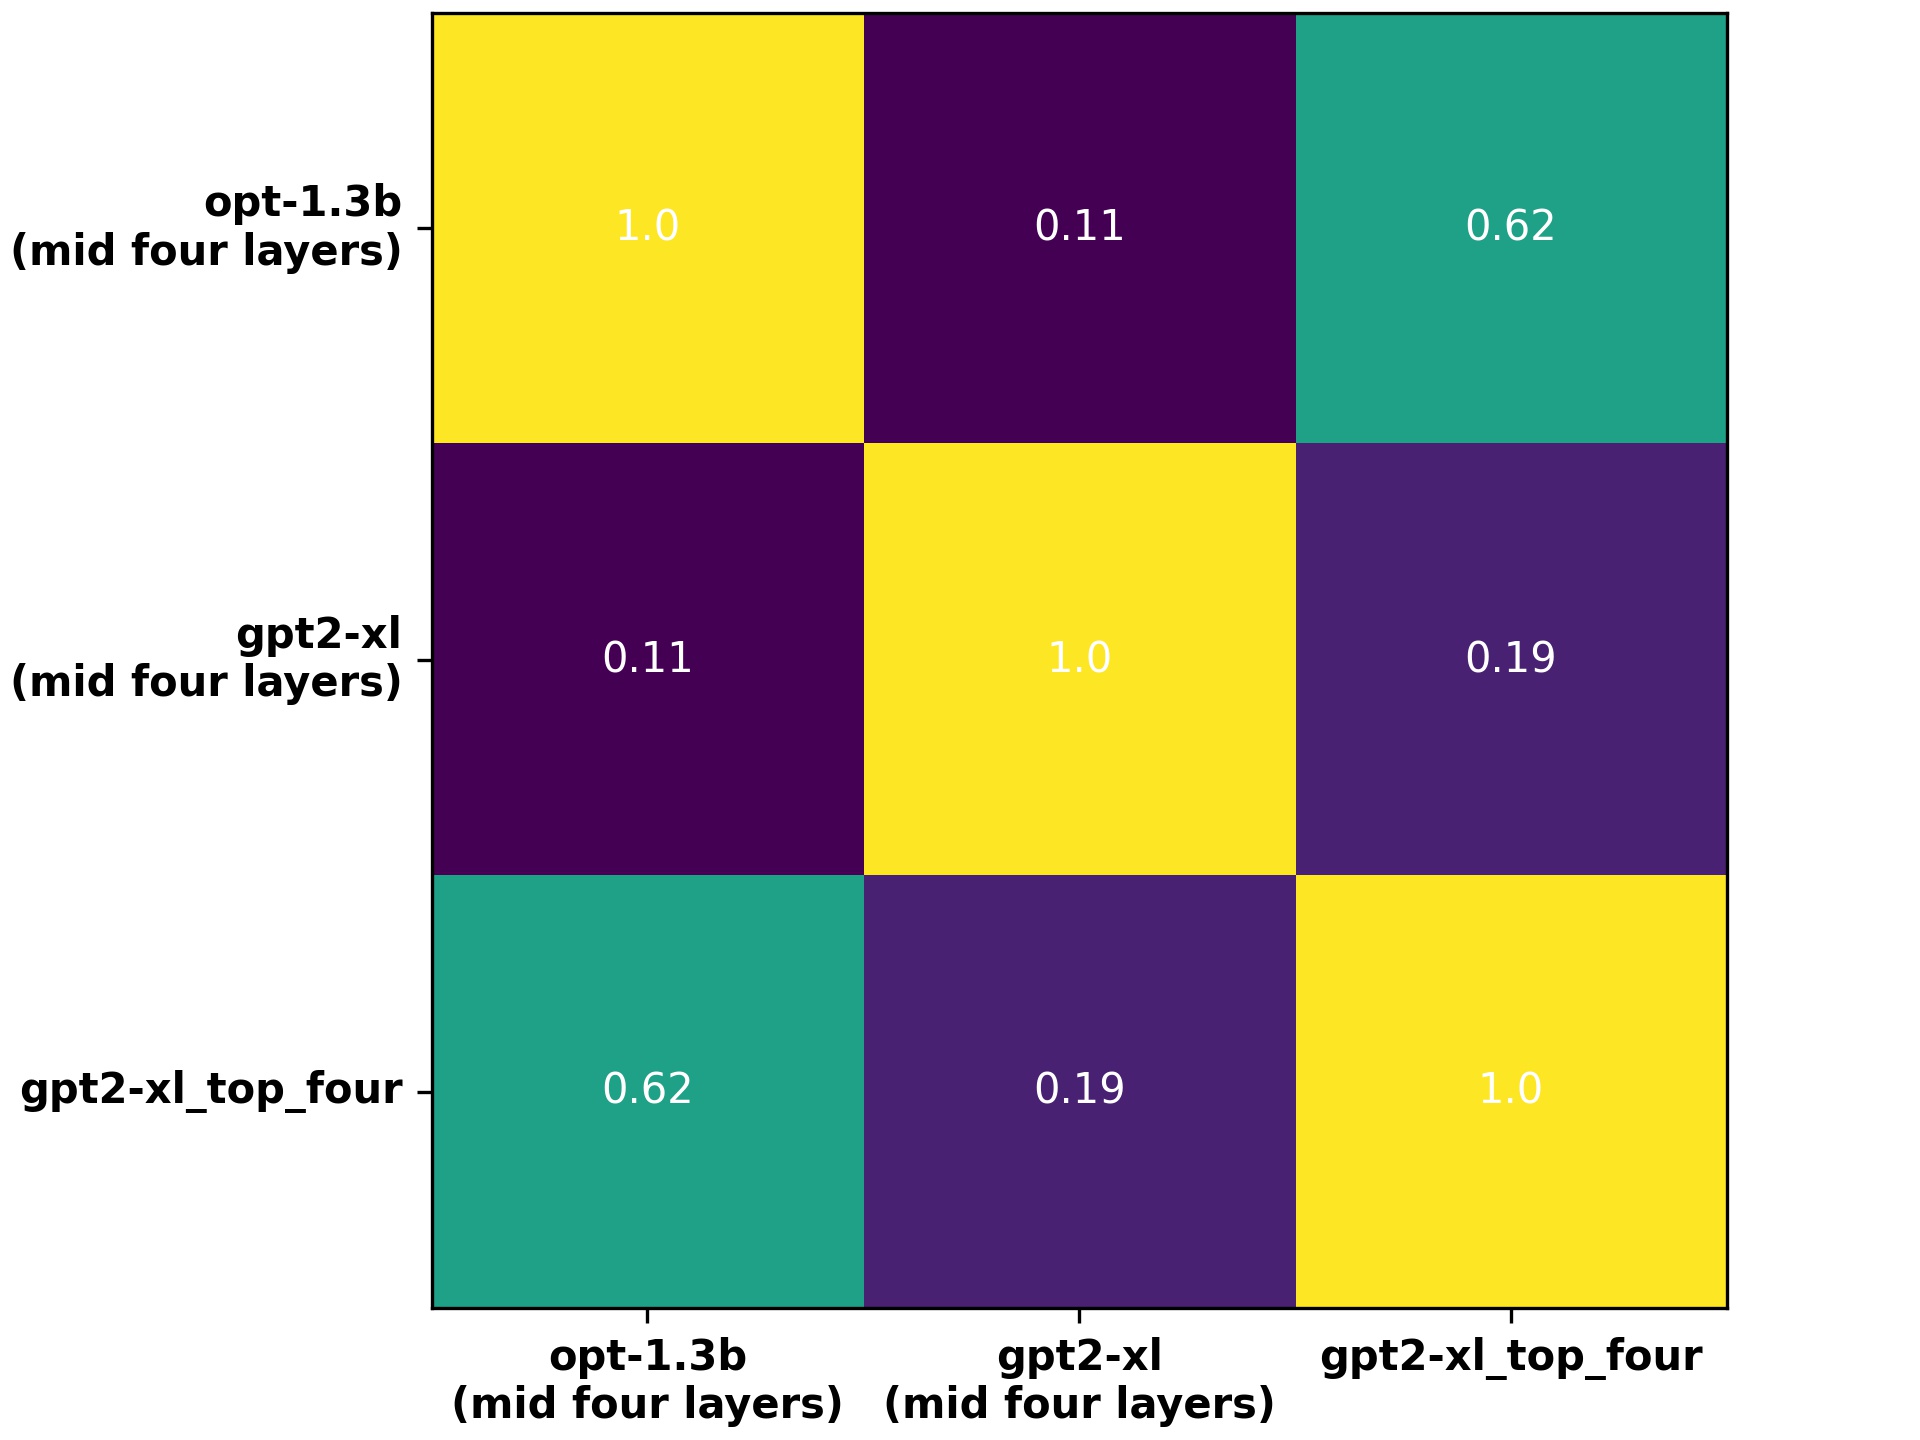 opt-1.3b
(mid four layers)
1.0
0.11
0.62
gpt2-xl
(mid four layers)
0.11
1.0
0.19
gpt2-xl_top_four
0.62
0.19
1.0
opt-1.3b
(mid four layers)
gpt2-xl
(mid four layers)
gpt2-xl_top_four